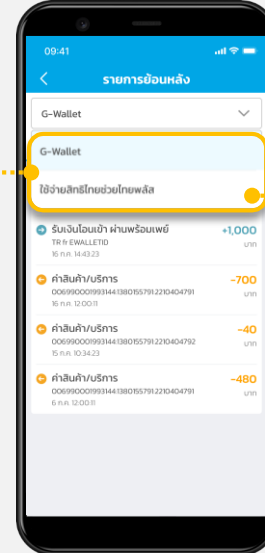 09:41
รายการย้อนหลัง
G-Wallet
G-Wallet
ใช้จ่ายสิทธิไทยช่วยไทยพลัส
รับเงินโอนเข้า ผ่านพร้อมเพย์ +1,000
TR fr EWALLETID บาท
16 ก.ค. 14:43:23
ค่าสินค้า/บริการ -700
00699000199314413801557912210404791 บาท
16 ก.ค. 12:00:11
ค่าสินค้า/บริการ -40
00699000199314413801557912210404792 บาท
15 ก.ค. 10:34:23
ค่าสินค้า/บริการ -480
00699000199314413801557912210404791 บาท
6 ก.ค. 12:00:11